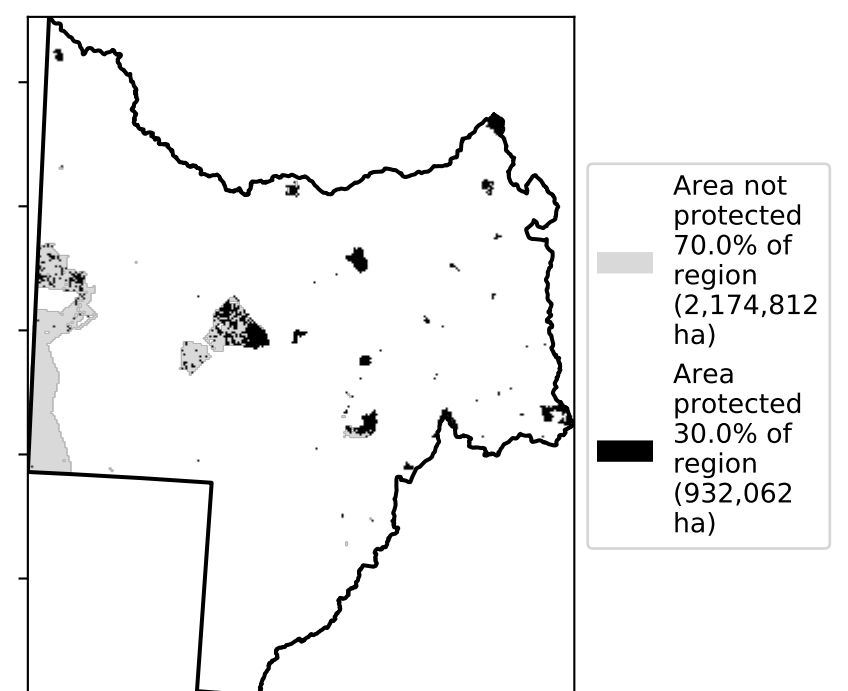 Area not
protected
70.0% of
region
(2,174,812
ha)
Area
protected
30.0% of
region
(932,062
ha)